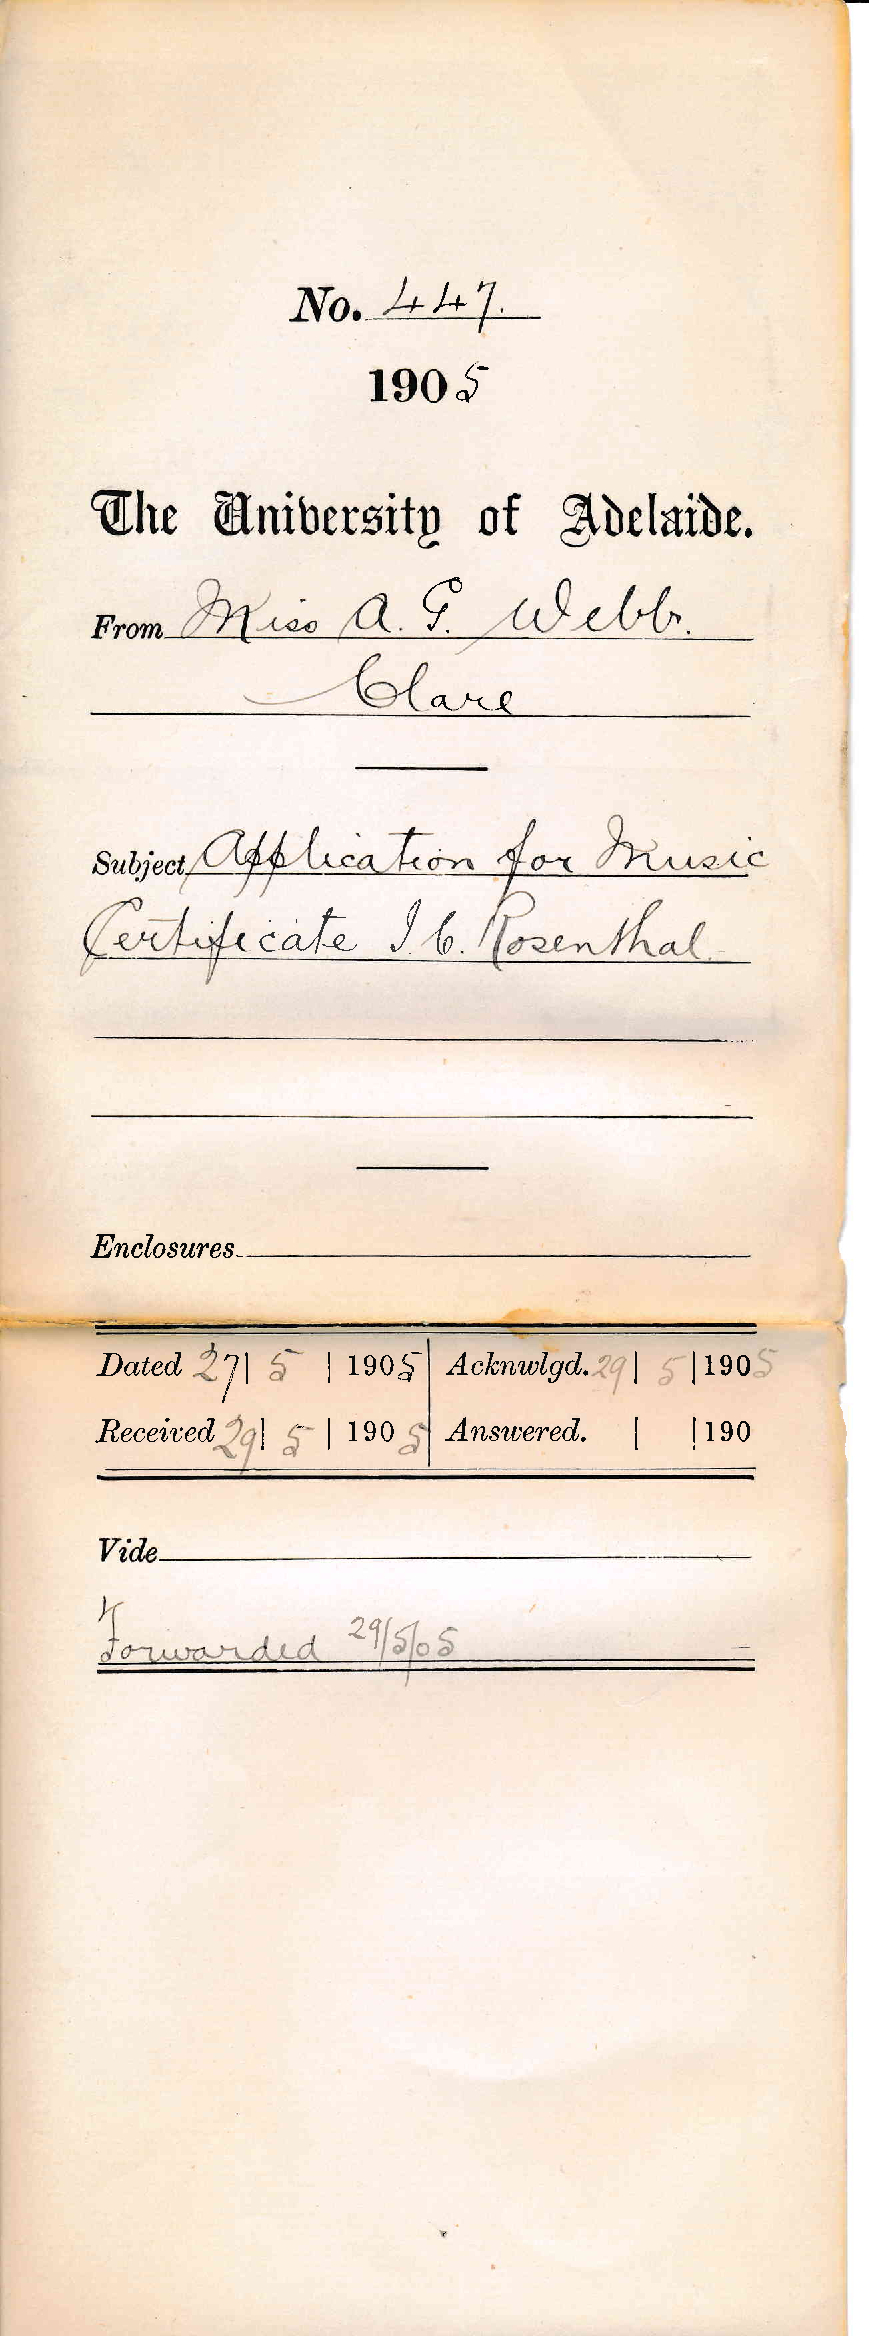 No. 447.
1905
The University of Adelaide.
From Miss A. G. Webb.
Clare
Subject Application for Music
Certificate I. C. Rosenthal
Enclosures
Dated 27| 5 | 1905 | Acknwlgd. 29| 5 |1905
Received 29| 5 | 1905 | Answered. | |190
Vide
Forwarded 29/5/05